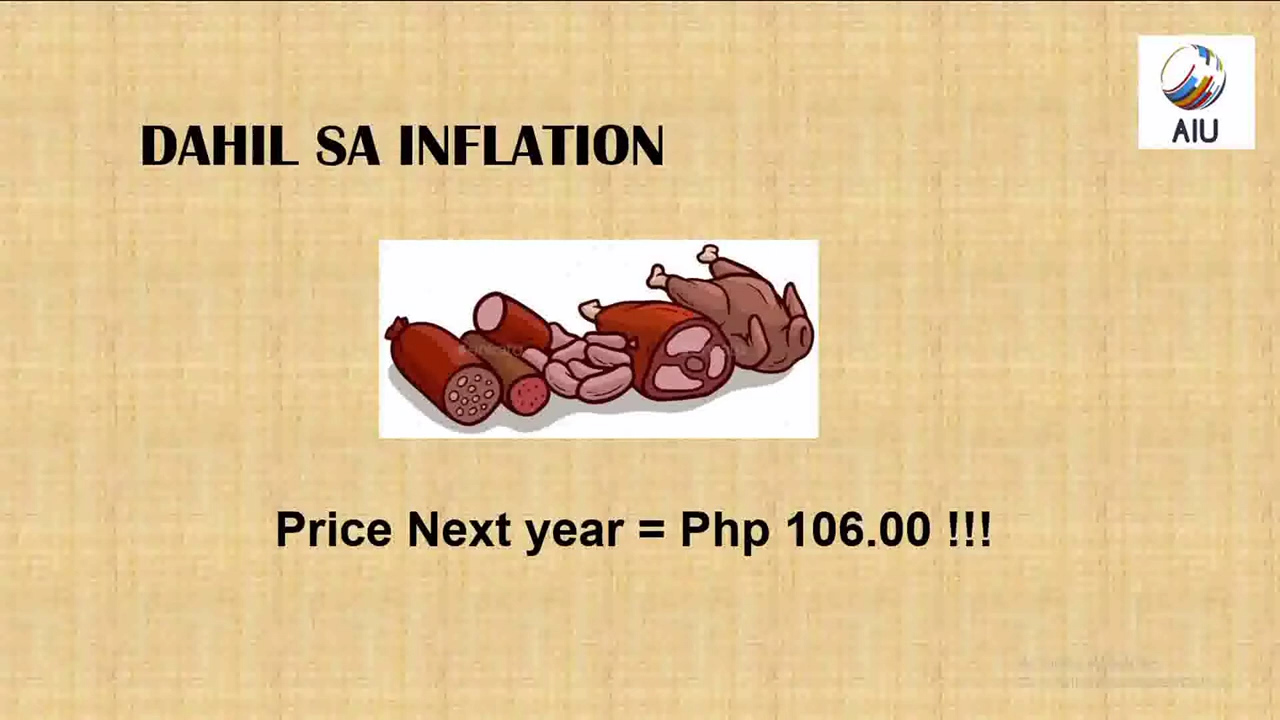 AIU
DAHIL SA INFLATION
Price Next year = Php 106.00 !!!